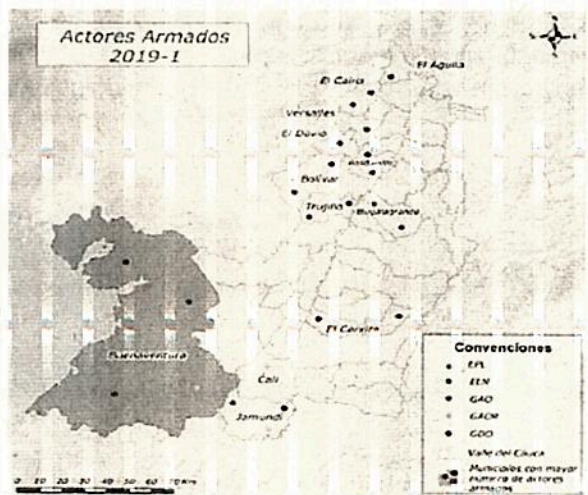 Actores Armados
2019-1
El Aguila
El Cairo
Versalles
El Dovio
Bolívar
Trujillo
Bugalagrande
El Cerrito
Buenaventura
Cali
Jamundí
Convenciones
EPL
ELN
GAO
GAOR
GDO
Valle del Cauca
Municipios con mayor
número de actores
armados
0 10 20 30 40 50 60 70 Km